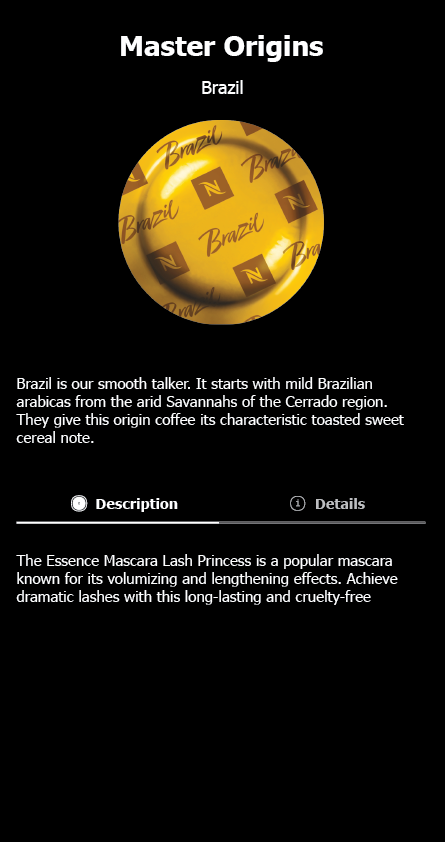 Master Origins
Brazil
Brazil
Brazil
Brazil
Brazil
Brazil
Brazil
Brazil is our smooth talker. It starts with mild Brazilian
arabicas from the arid Savannahs of the Cerrado region.
They give this origin coffee its characteristic toasted sweet
cereal note.
Description
Details
The Essence Mascara Lash Princess is a popular mascara
known for its volumizing and lengthening effects. Achieve
dramatic lashes with this long-lasting and cruelty-free